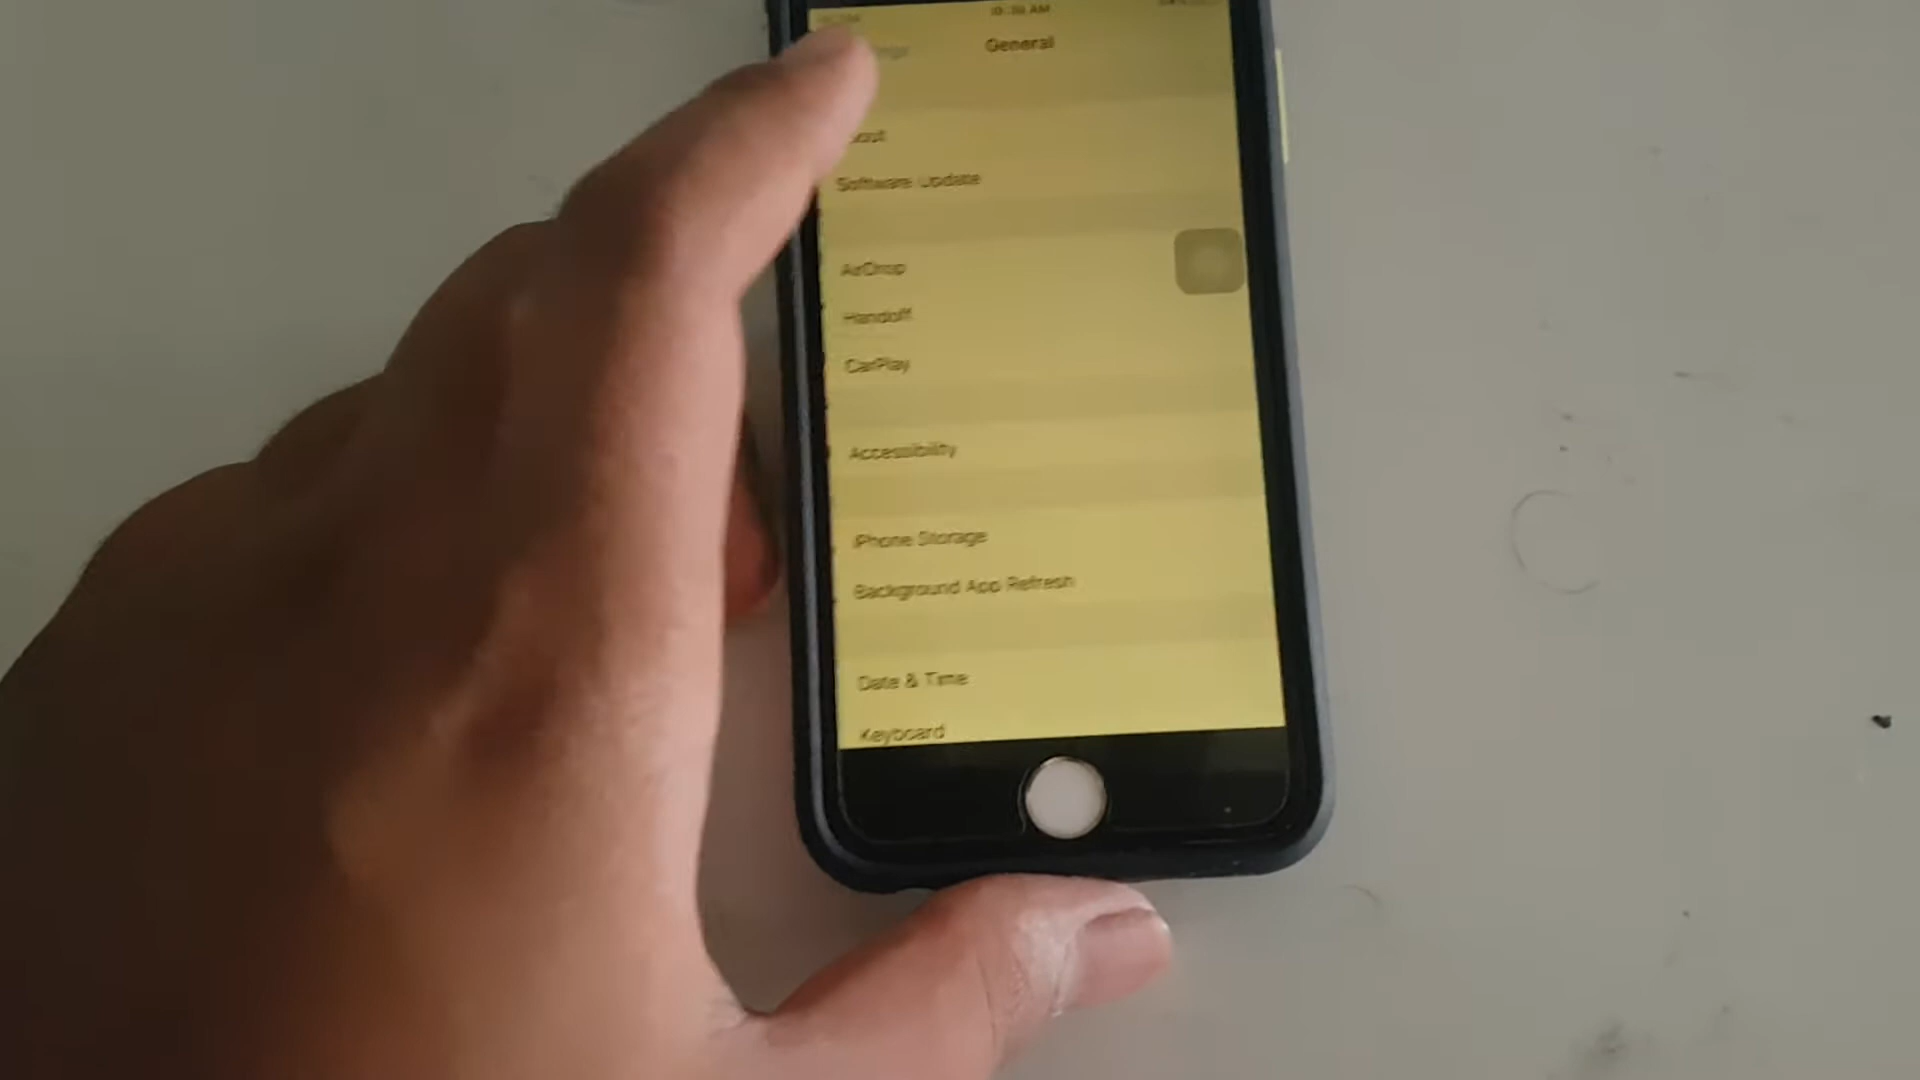 General
Software Update
AirDrop
Handoff
CarPlay
Accessibility
iPhone Storage
Background App Refresh
Date & Time
Keyboard